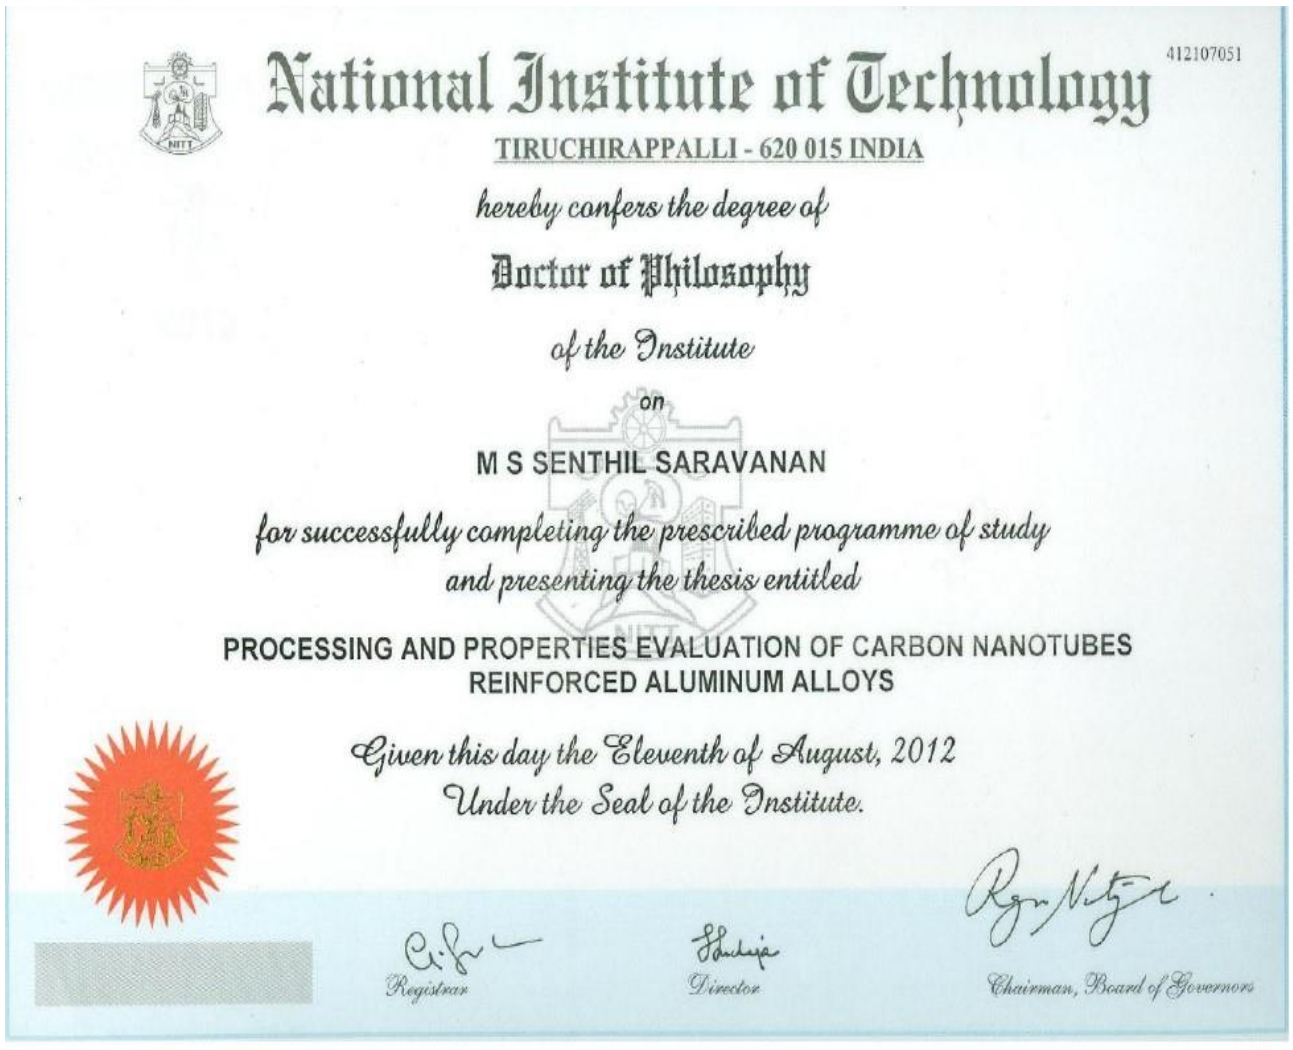 412107051
National Institute of Technology
NITT
TIRUCHIRAPPALLI - 620 015 INDIA
hereby confers the degree of
Doctor of Philosophy
of the Institute
on
M S SENTHIL SARAVANAN
for successfully completing the prescribed programme of study
and presenting the thesis entitled
NITT
PROCESSING AND PROPERTIES EVALUATION OF CARBON NANOTUBES
REINFORCED ALUMINUM ALLOYS
Given this day the Eleventh of August, 2012
Under the Seal of the Institute.
Registrar
Director
Chairman, Board of Governors